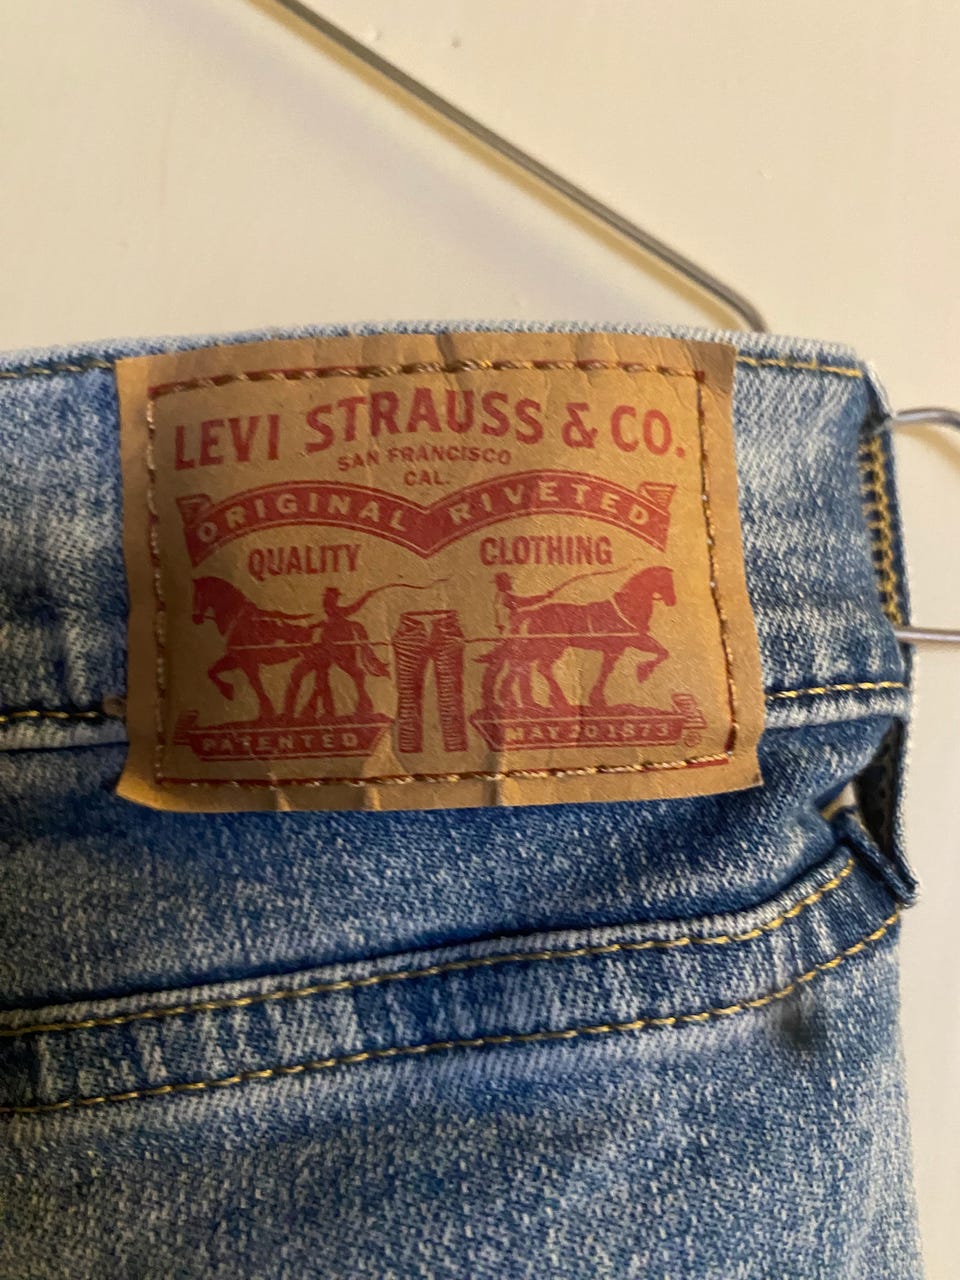 LEVI STRAUSS & CO.
SAN FRANCISCO
CAL.
ORIGINAL RIVETED
QUALITY CLOTHING
PATENTED MAY 20 1873 ®